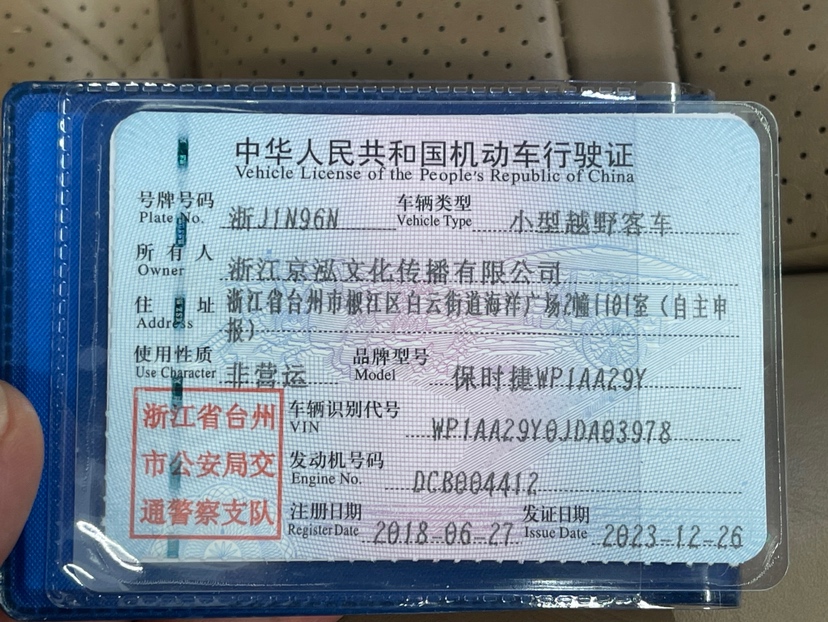 中华人民共和国机动车行驶证
Vehicle License of the People's Republic of China
号牌号码 浙J1N96N 车辆类型 小型越野客车
Plate No. Vehicle Type
所有人 浙江京泓文化传播有限公司
Owner
住址 浙江省台州市椒江区白云街道海洋广场2幢1101室（自主申
Address 报）
使用性质 非营运 品牌型号 保时捷WP1AA29Y
Use Character Model
浙江省台州
市公安局交
通警察支队
车辆识别代号 WP1AA29Y0JDA03978
VIN
发动机号码 DCB004412
Engine No.
注册日期 2018-06-27 发证日期 2023-12-26
Register Date Issue Date